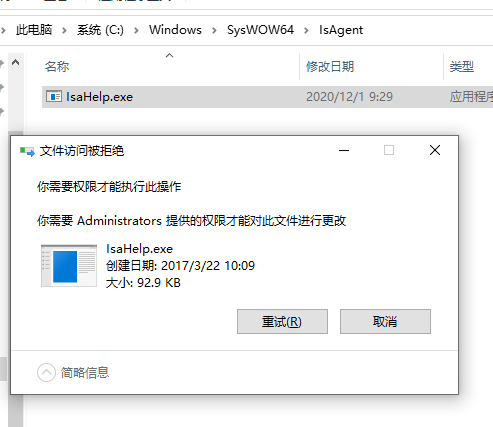 此电脑 > 系统 (C:) > Windows > SysWOW64 > IsAgent
名称 修改日期 类型
IsaHelp.exe 2020/12/1 9:29 应用程序
文件访问被拒绝
你需要权限才能执行此操作
你需要 Administrators 提供的权限才能对此文件进行更改
IsaHelp.exe
创建日期: 2017/3/22 10:09
大小: 92.9 KB
重试(R) 取消
简略信息